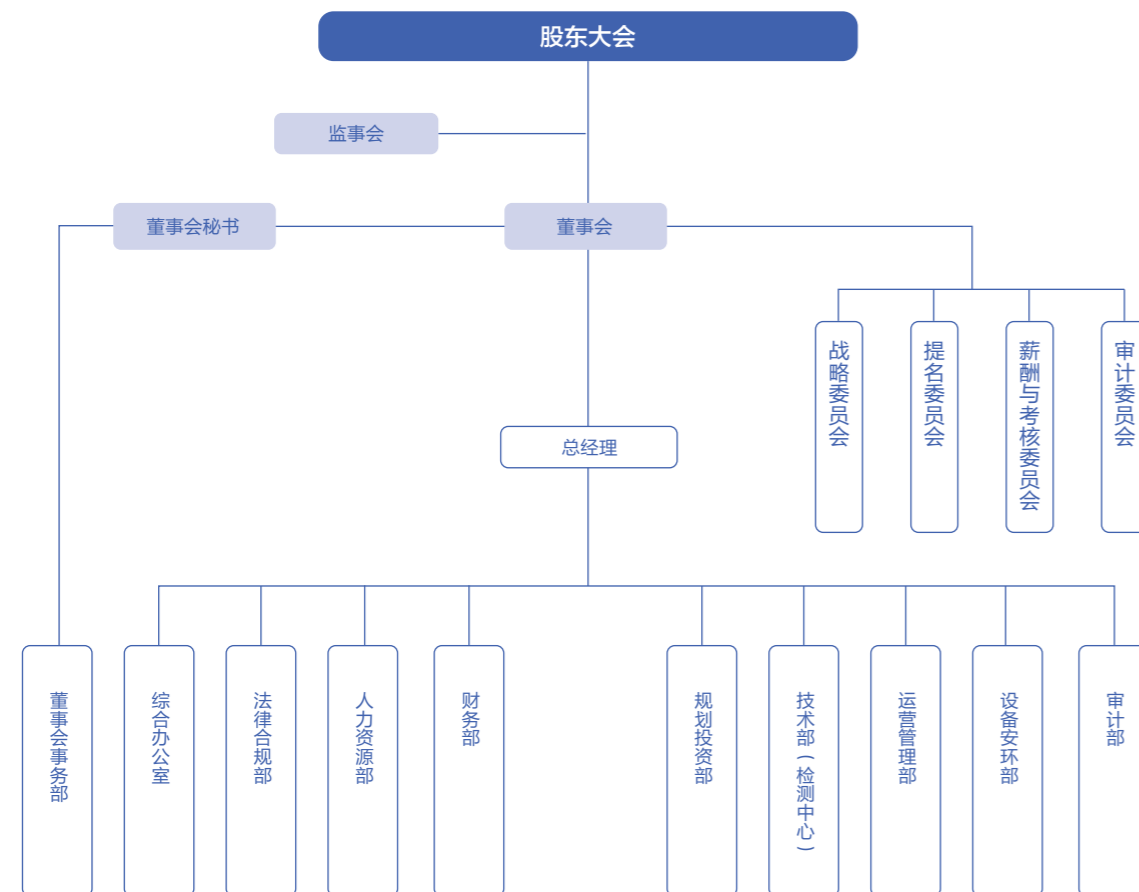 股东大会
监事会
董事会秘书
董事会
战略委员会
提名委员会
薪酬与考核委员会
审计委员会
总经理
董事会事务部
综合办公室
法律合规部
人力资源部
财务部
规划投资部
技术部(检测中心)
运营管理部
设备安环部
审计部